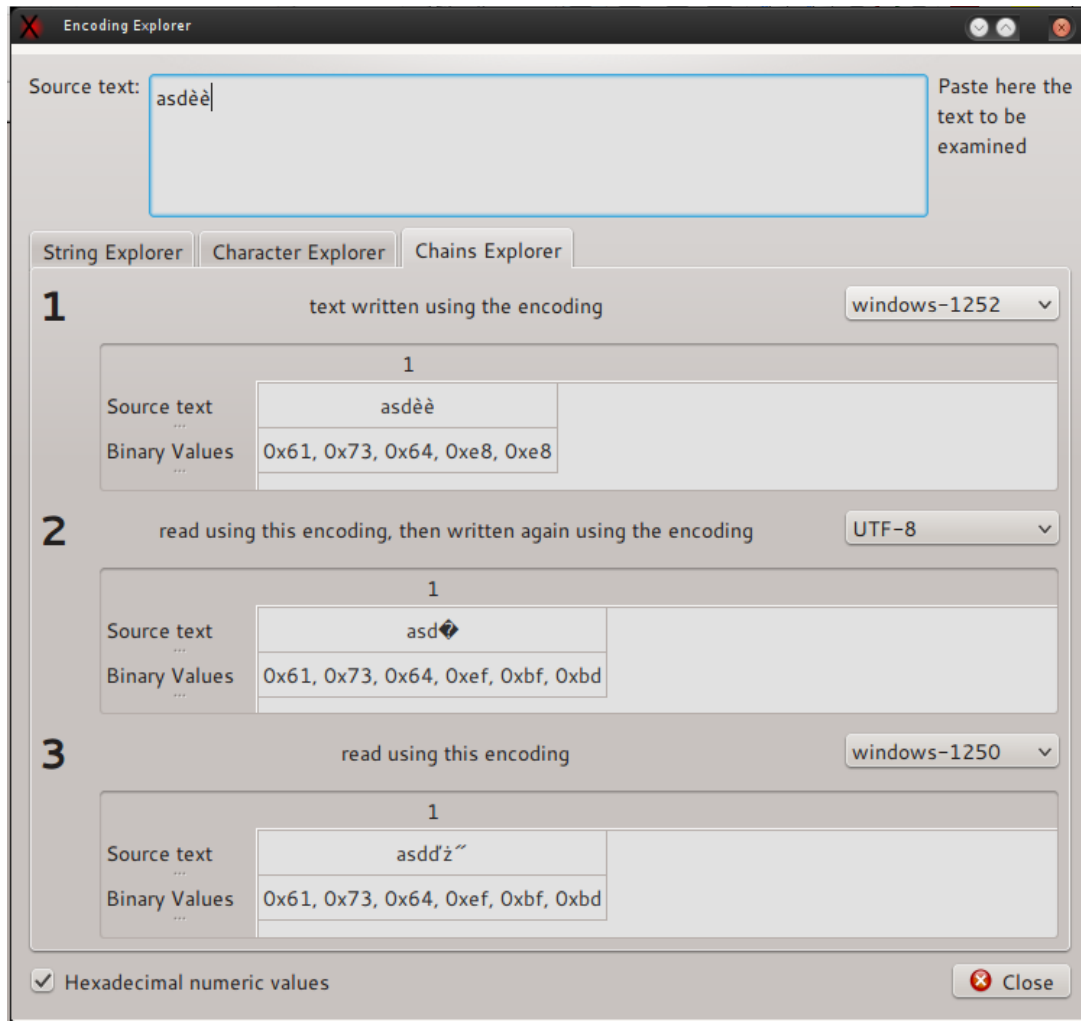 Encoding Explorer
Source text:
asdèè
Paste here the
text to be
examined
String Explorer
Character Explorer
Chains Explorer
1
text written using the encoding
windows-1252
1
Source text
asdèè
...
Binary Values
0x61, 0x73, 0x64, 0xe8, 0xe8
...
2
read using this encoding, then written again using the encoding
UTF-8
1
Source text
asd�
...
Binary Values
0x61, 0x73, 0x64, 0xef, 0xbf, 0xbd
...
3
read using this encoding
windows-1250
1
Source text
asdďż˝
...
Binary Values
0x61, 0x73, 0x64, 0xef, 0xbf, 0xbd
...
Hexadecimal numeric values
Close